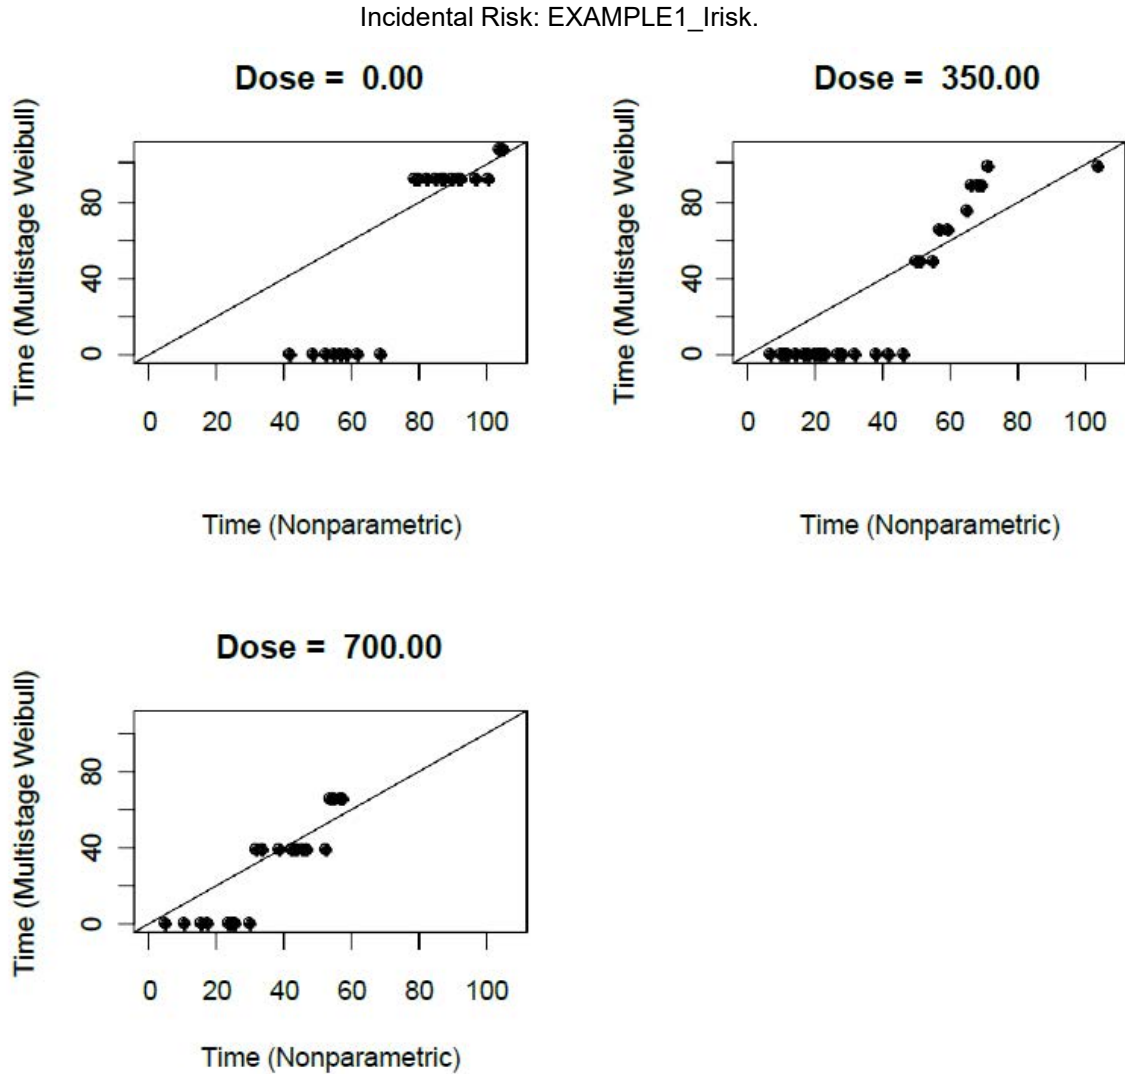 Incidental Risk: EXAMPLE1_Irisk.
Dose = 0.00
Time (Multistage Weibull)
80
40
0
0 20 40 60 80 100
Time (Nonparametric)
Dose = 350.00
Time (Multistage Weibull)
80
40
0
0 20 40 60 80 100
Time (Nonparametric)
Dose = 700.00
Time (Multistage Weibull)
80
40
0
0 20 40 60 80 100
Time (Nonparametric)